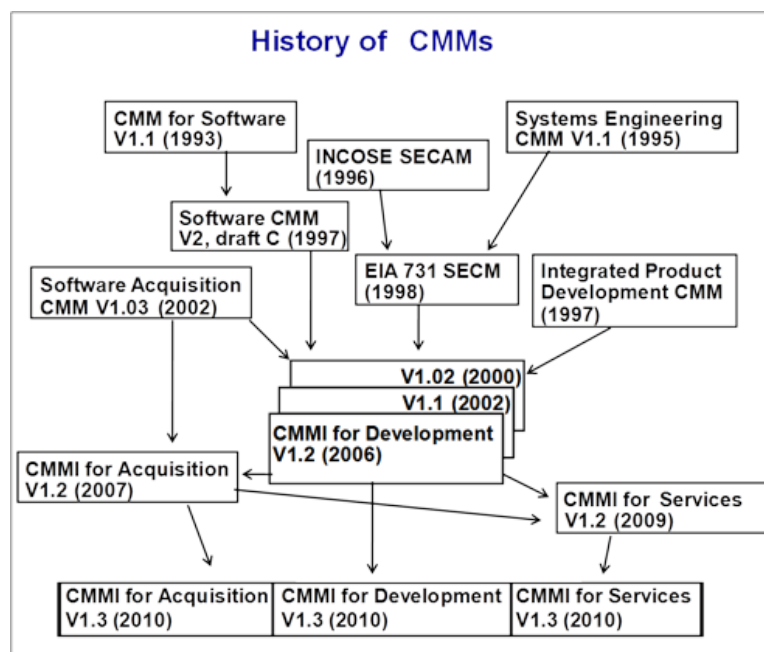 History of CMMs
CMM for Software
V1.1 (1993)
Systems Engineering
CMM V1.1 (1995)
INCOSE SECAM
(1996)
Software CMM
V2, draft C (1997)
EIA 731 SECM
(1998)
Integrated Product
Development CMM
(1997)
Software Acquisition
CMM V1.03 (2002)
V1.02 (2000)
V1.1 (2002)
CMMI for Development
V1.2 (2006)
CMMI for Acquisition
V1.2 (2007)
CMMI for Services
V1.2 (2009)
CMMI for Acquisition
V1.3 (2010)
CMMI for Development
V1.3 (2010)
CMMI for Services
V1.3 (2010)